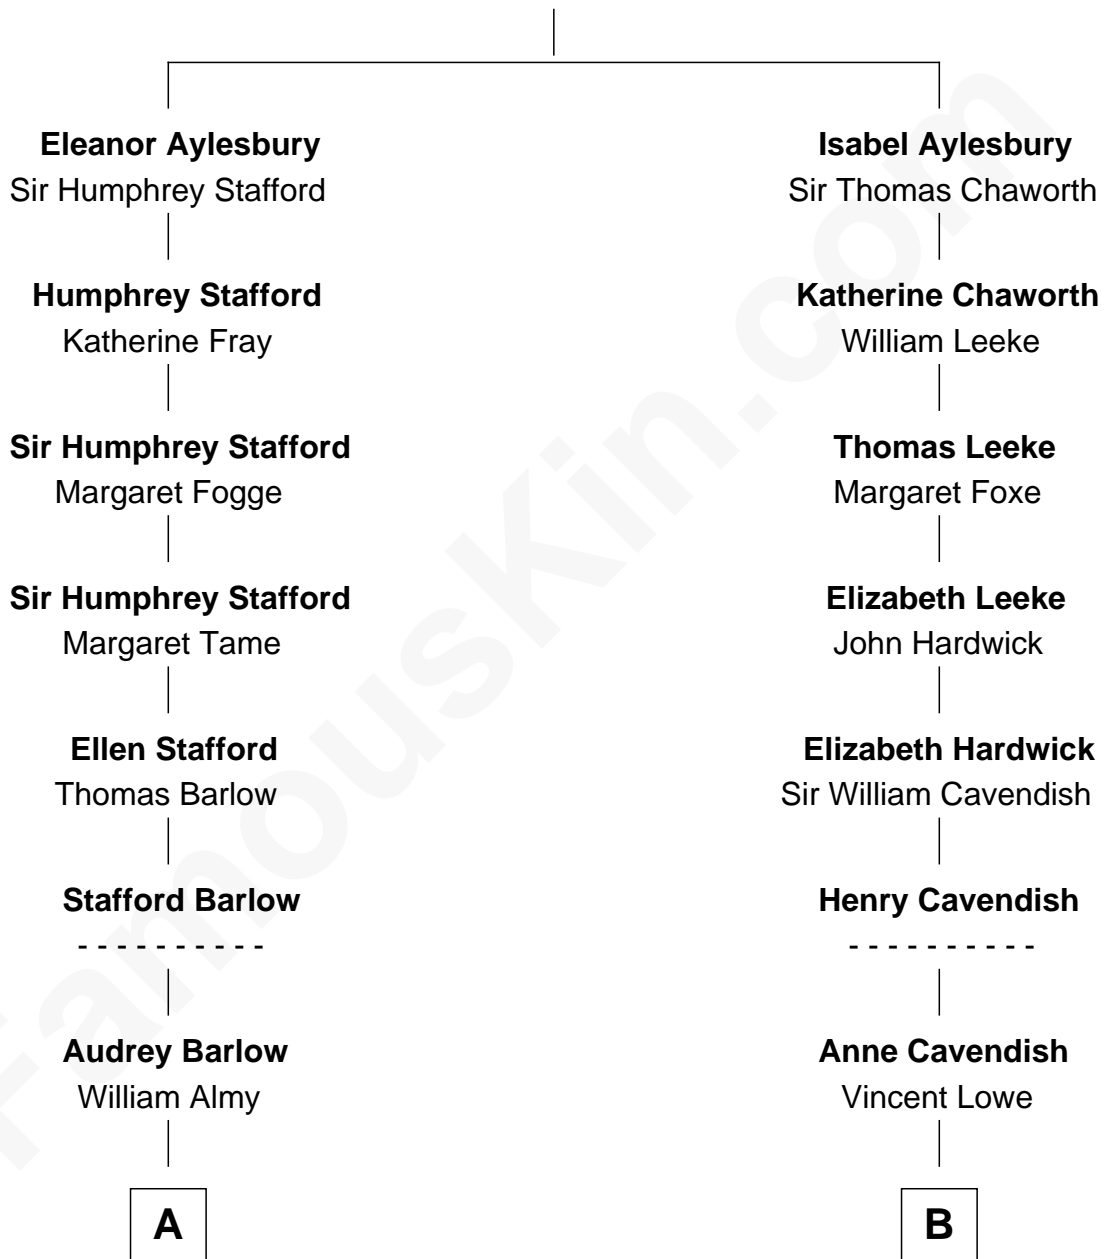 Eleanor Aylesbury
Sir Humphrey Stafford
Humphrey Stafford
Katherine Fray
Sir Humphrey Stafford
Margaret Fogge
Sir Humphrey Stafford
Margaret Tame
Ellen Stafford
Thomas Barlow
Stafford Barlow
- - - - - - - - - -
Audrey Barlow
William Almy
A
Isabel Aylesbury
Sir Thomas Chaworth
Katherine Chaworth
William Leeke
Thomas Leeke
Margaret Foxe
Elizabeth Leeke
John Hardwick
Elizabeth Hardwick
Sir William Cavendish
Henry Cavendish
- - - - - - - - - -
Anne Cavendish
Vincent Lowe
B
FamousKin.com